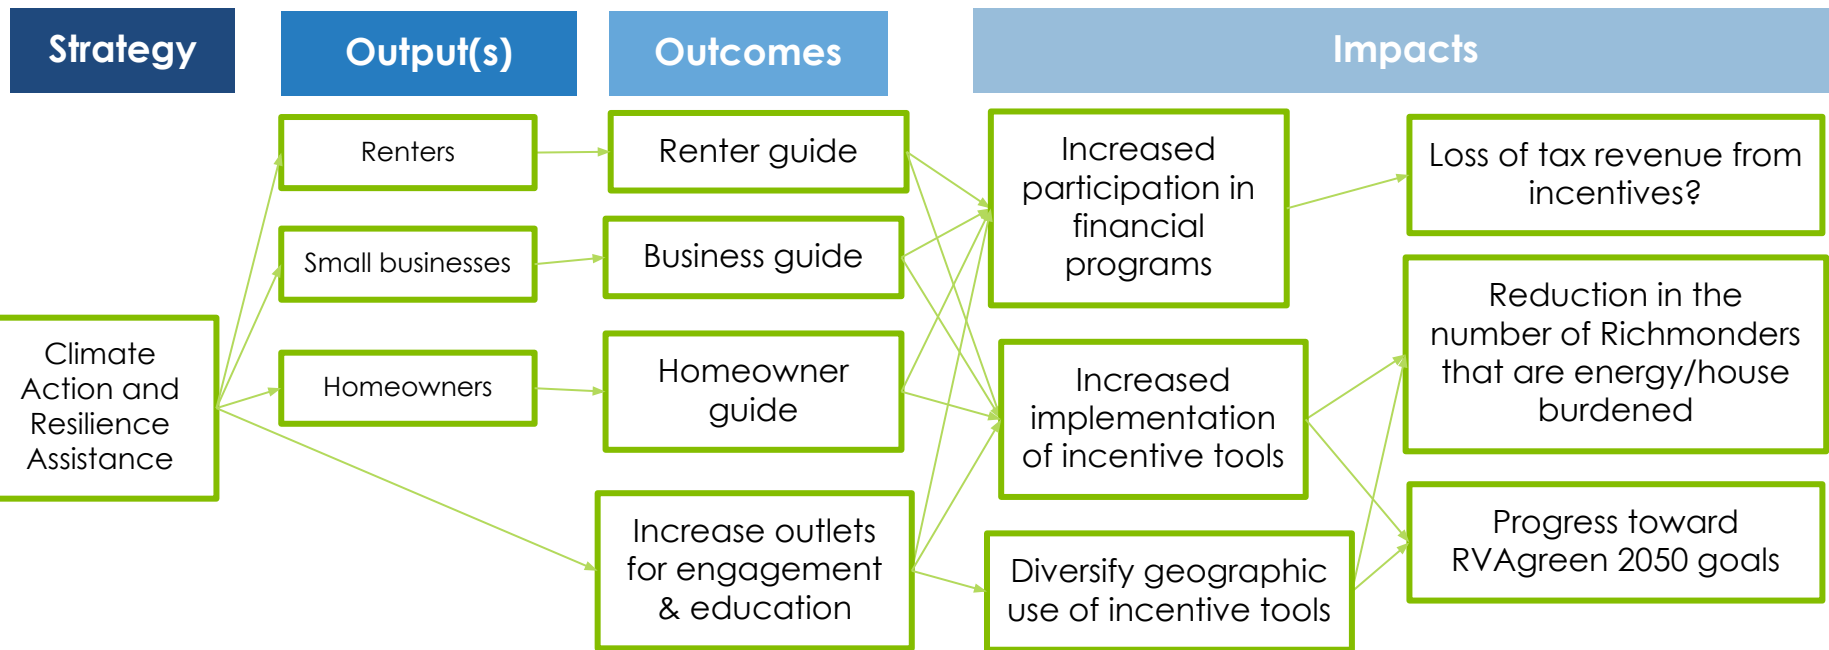 Strategy
Output(s)
Outcomes
Impacts
Climate
Action and
Resilience
Assistance
Renters
Small businesses
Homeowners
Renter guide
Business guide
Homeowner
guide
Increase outlets
for engagement
& education
Increased
participation in
financial
programs
Increased
implementation
of incentive tools
Diversify geographic
use of incentive tools
Loss of tax revenue from
incentives?
Reduction in the
number of Richmonders
that are energy/house
burdened
Progress toward
RVAgreen 2050 goals